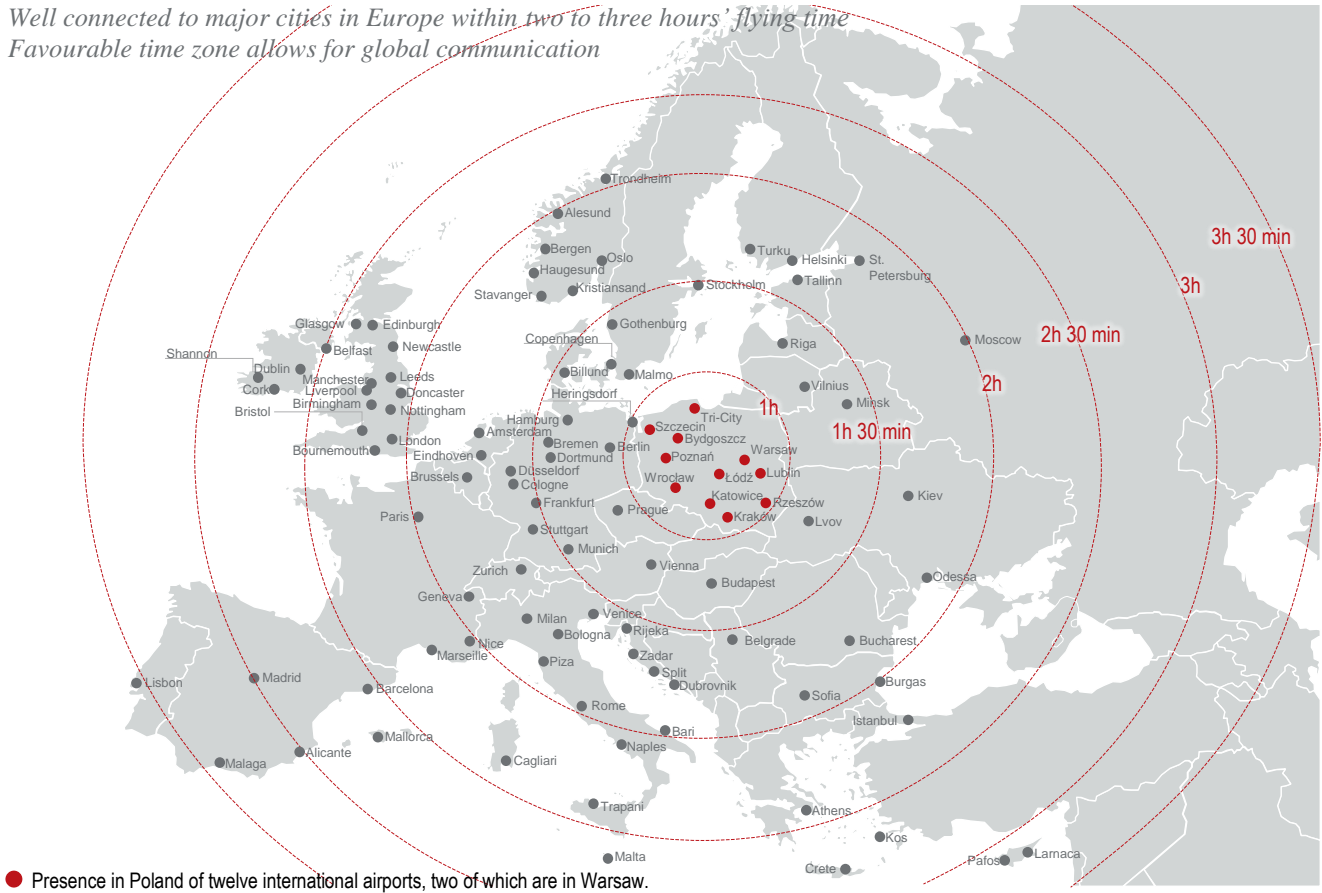 Well connected to major cities in Europe within two to three hours’ flying time
Favourable time zone allows for global communication
Trondheim
Alesund
Bergen
Oslo
Haugesund
Kristiansand
Stavanger
Turku
Helsinki
St.
Petersburg
Tallinn
Stockholm
3h 30 min
3h
2h 30 min
2h
1h 30 min
1h
Glasgow
Edinburgh
Gothenburg
Copenhagen
Riga
Moscow
Shannon
Belfast
Newcastle
Dublin
Manchester
Leeds
Billund
Malmo
Cork
Liverpool
Doncaster
Heringsdorf
Vilnius
Birmingham
Nottingham
Minsk
Bristol
Hamburg
Tri-City
Amsterdam
Szczecin
London
Bremen
Berlin
Bydgoszcz
Bournemouth
Eindhoven
Dortmund
Poznań
Warsaw
Brussels
Düsseldorf
Cologne
Wrocław
Łódź
Lublin
Katowice
Rzeszów
Kiev
Paris
Frankfurt
Prague
Kraków
Lvov
Stuttgart
Munich
Zurich
Vienna
Budapest
Odessa
Geneva
Milan
Venice
Bologna
Rijeka
Belgrade
Bucharest
Nice
Marseille
Piza
Zadar
Split
Dubrovnik
Burgas
Lisbon
Madrid
Barcelona
Rome
Sofia
Istanbul
Mallorca
Bari
Naples
Alicante
Malaga
Cagliari
Trapani
Athens
Kos
Malta
Crete
Pafos
Larnaca
Presence in Poland of twelve international airports, two of which are in Warsaw.